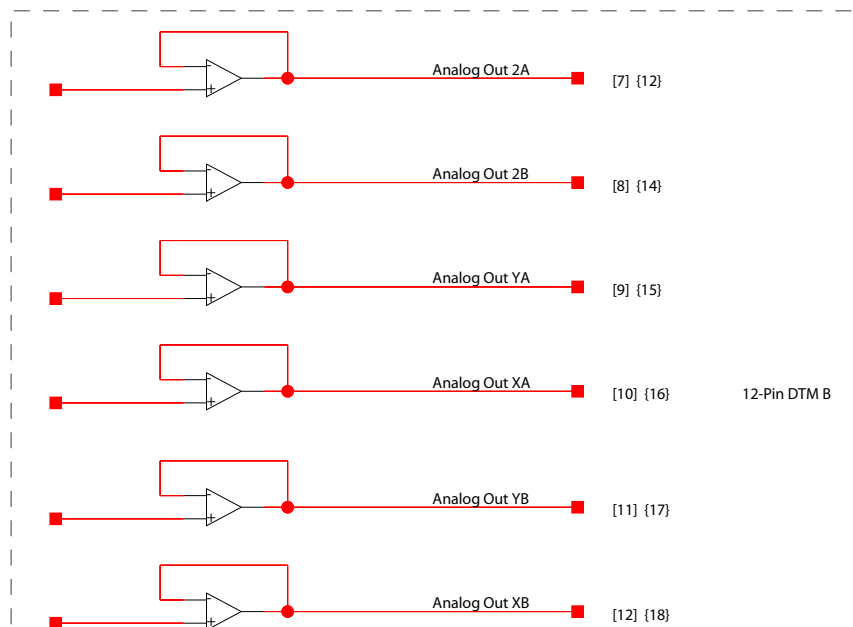 Analog Out 2A
[7] {12}
Analog Out 2B
[8] {14}
Analog Out YA
[9] {15}
Analog Out XA
[10] {16} 12-Pin DTM B
Analog Out YB
[11] {17}
Analog Out XB
[12] {18}